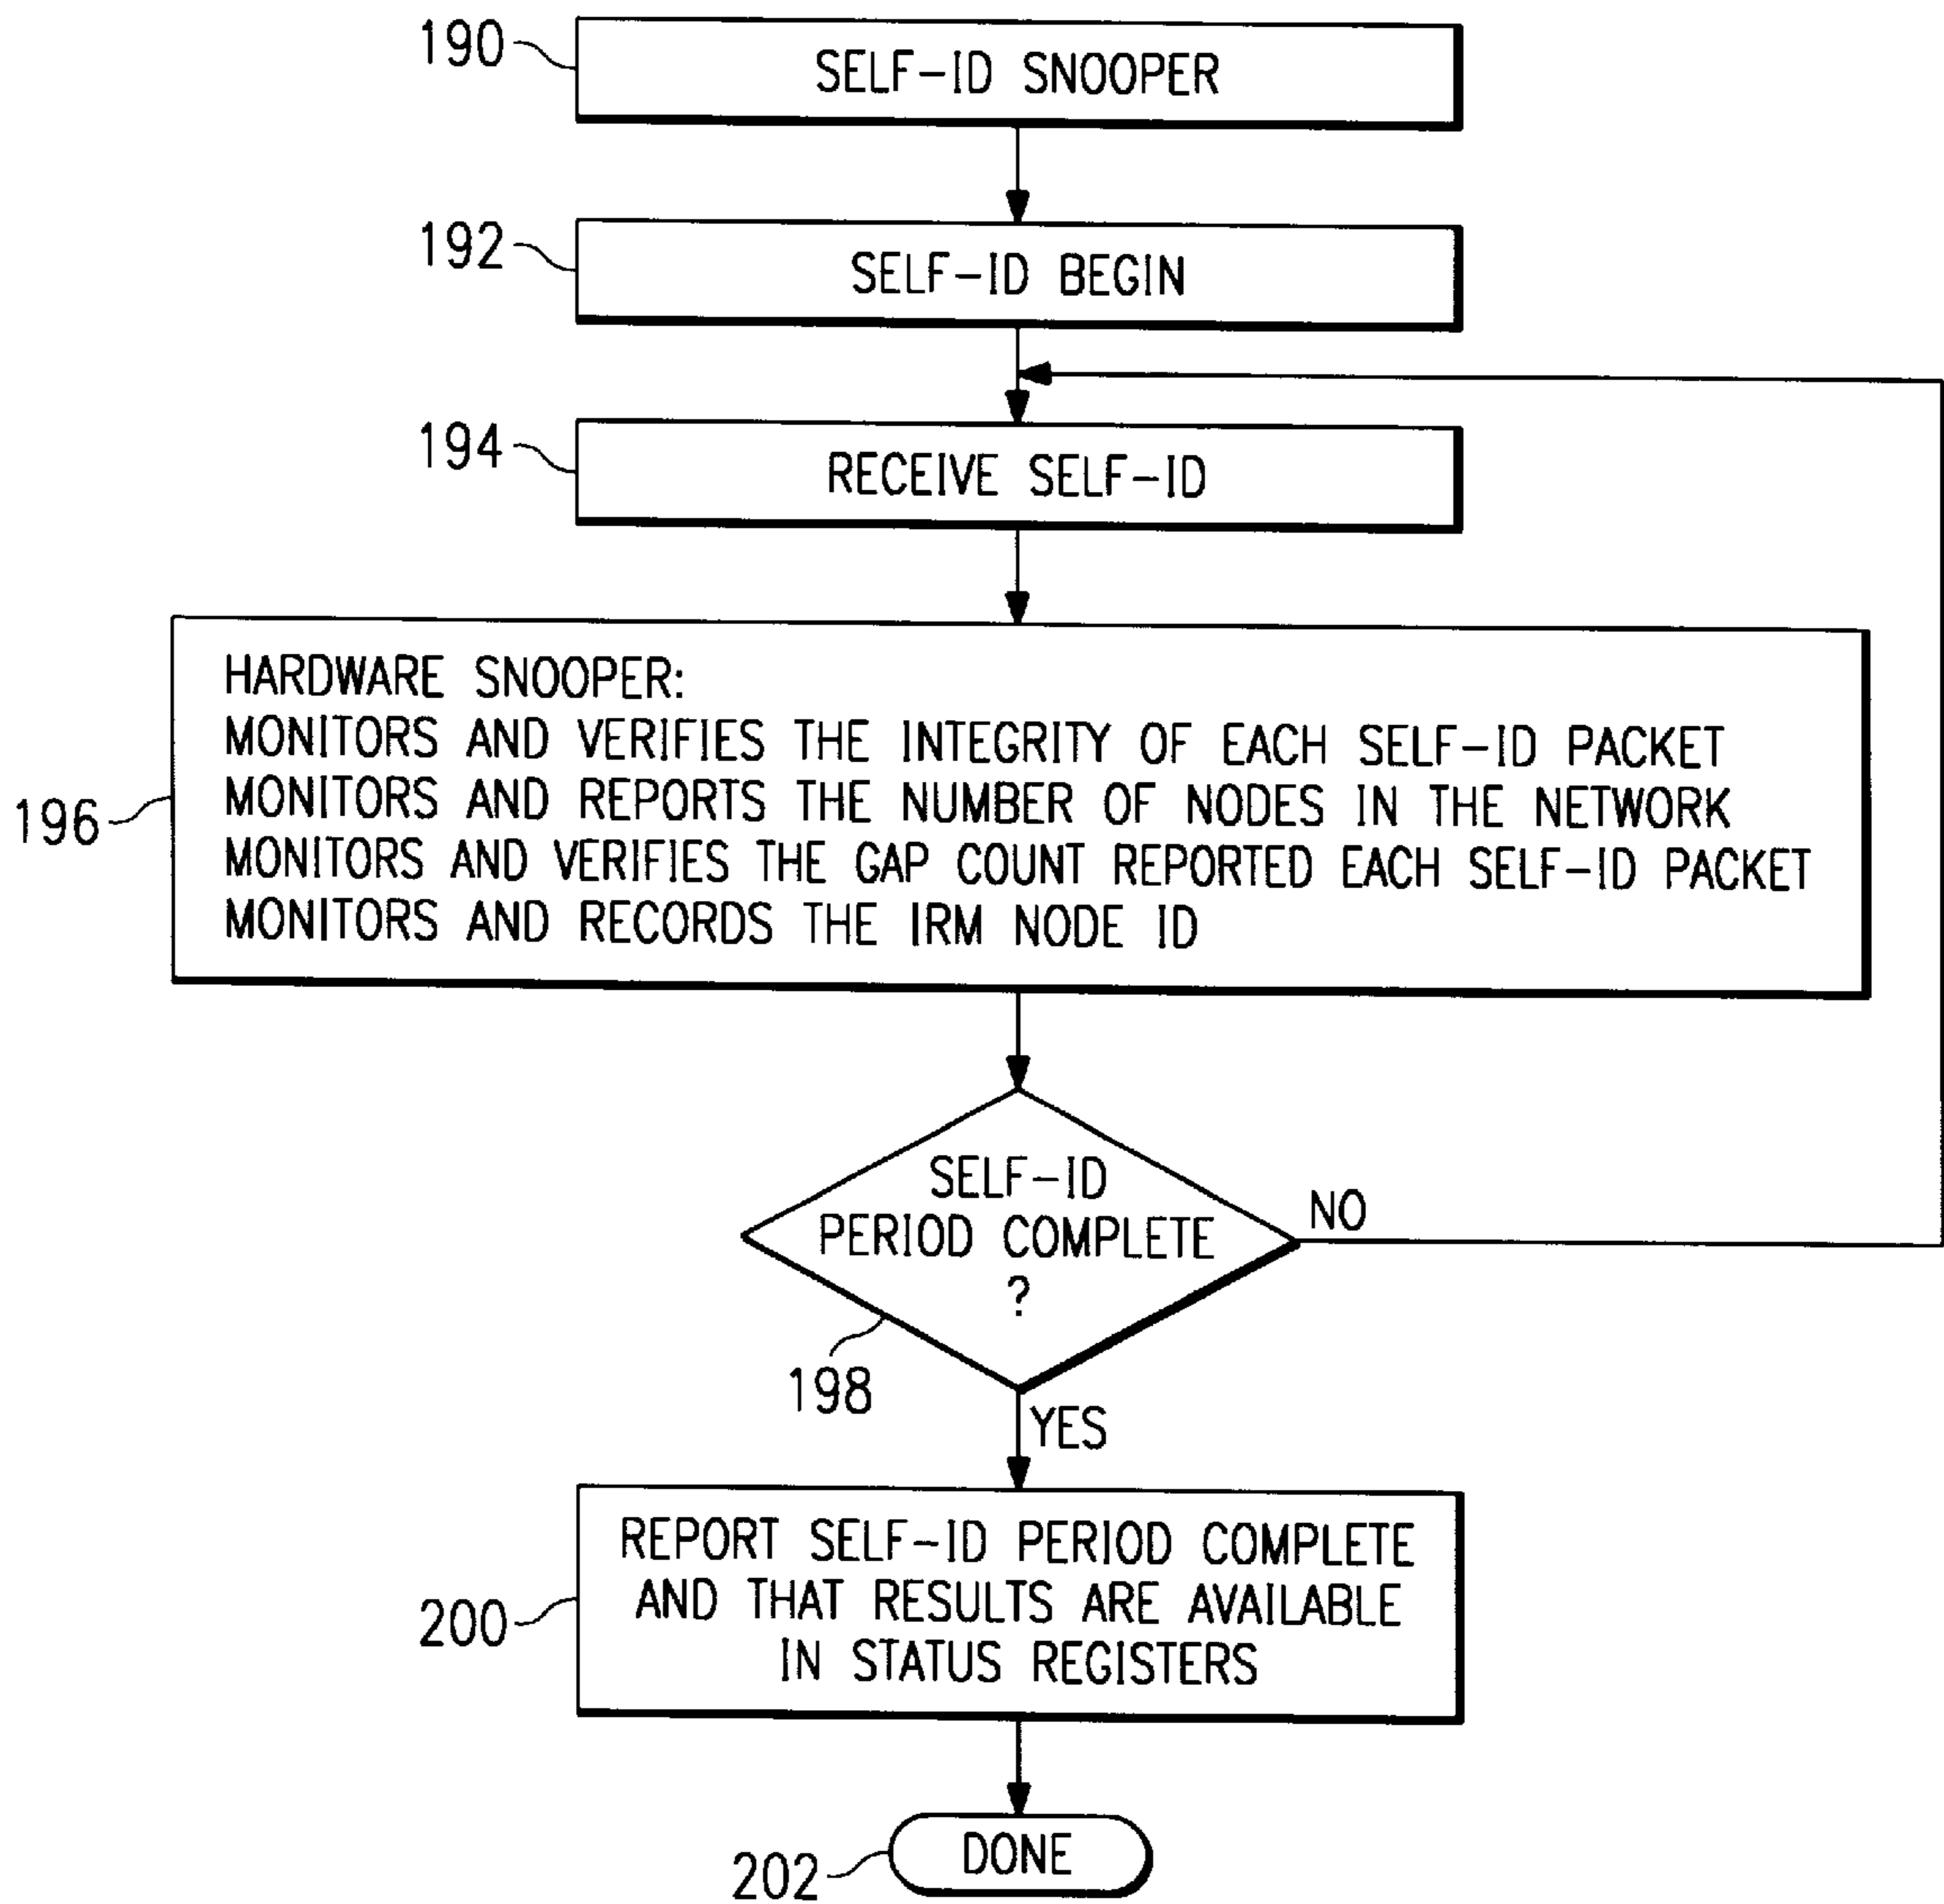 190
SELF-ID SNOOPER
192
SELF-ID BEGIN
194
RECEIVE SELF-ID
196
HARDWARE SNOOPER:
MONITORS AND VERIFIES THE INTEGRITY OF EACH SELF-ID PACKET
MONITORS AND REPORTS THE NUMBER OF NODES IN THE NETWORK
MONITORS AND VERIFIES THE GAP COUNT REPORTED EACH SELF-ID PACKET
MONITORS AND RECORDS THE IRM NODE ID
SELF-ID
PERIOD COMPLETE
?
NO
198
YES
200
REPORT SELF-ID PERIOD COMPLETE
AND THAT RESULTS ARE AVAILABLE
IN STATUS REGISTERS
202
DONE